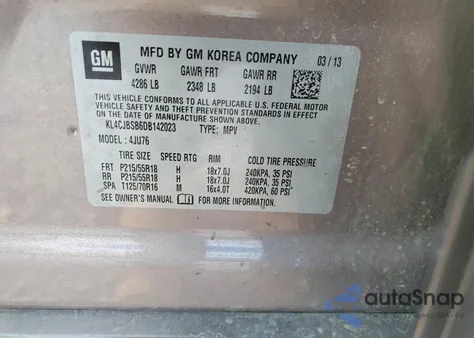 GM
MFD BY GM KOREA COMPANY 03/13
GVWR GAWR FRT GAWR RR
4286 LB 2348 LB 2194 LB
THIS VEHICLE CONFORMS TO ALL APPLICABLE U.S. FEDERAL MOTOR
VEHICLE SAFETY AND THEFT PREVENTION STANDARDS IN EFFECT ON
THE DATE OF MANUFACTURE SHOWN ABOVE.
KL4CJBSB6DB142023 TYPE: MPV
MODEL: 4JU76
TIRE SIZE SPEED RTG RIM COLD TIRE PRESSURE
FRT P215/55R18 H 18x7.0J 240KPA, 35 PSI
RR P215/55R18 H 18x7.0J 240KPA, 35 PSI
SPA T125/70R16 M 16x4.0T 420KPA, 60 PSI
SEE OWNER'S MANUAL FOR MORE INFORMATION
autoSnap